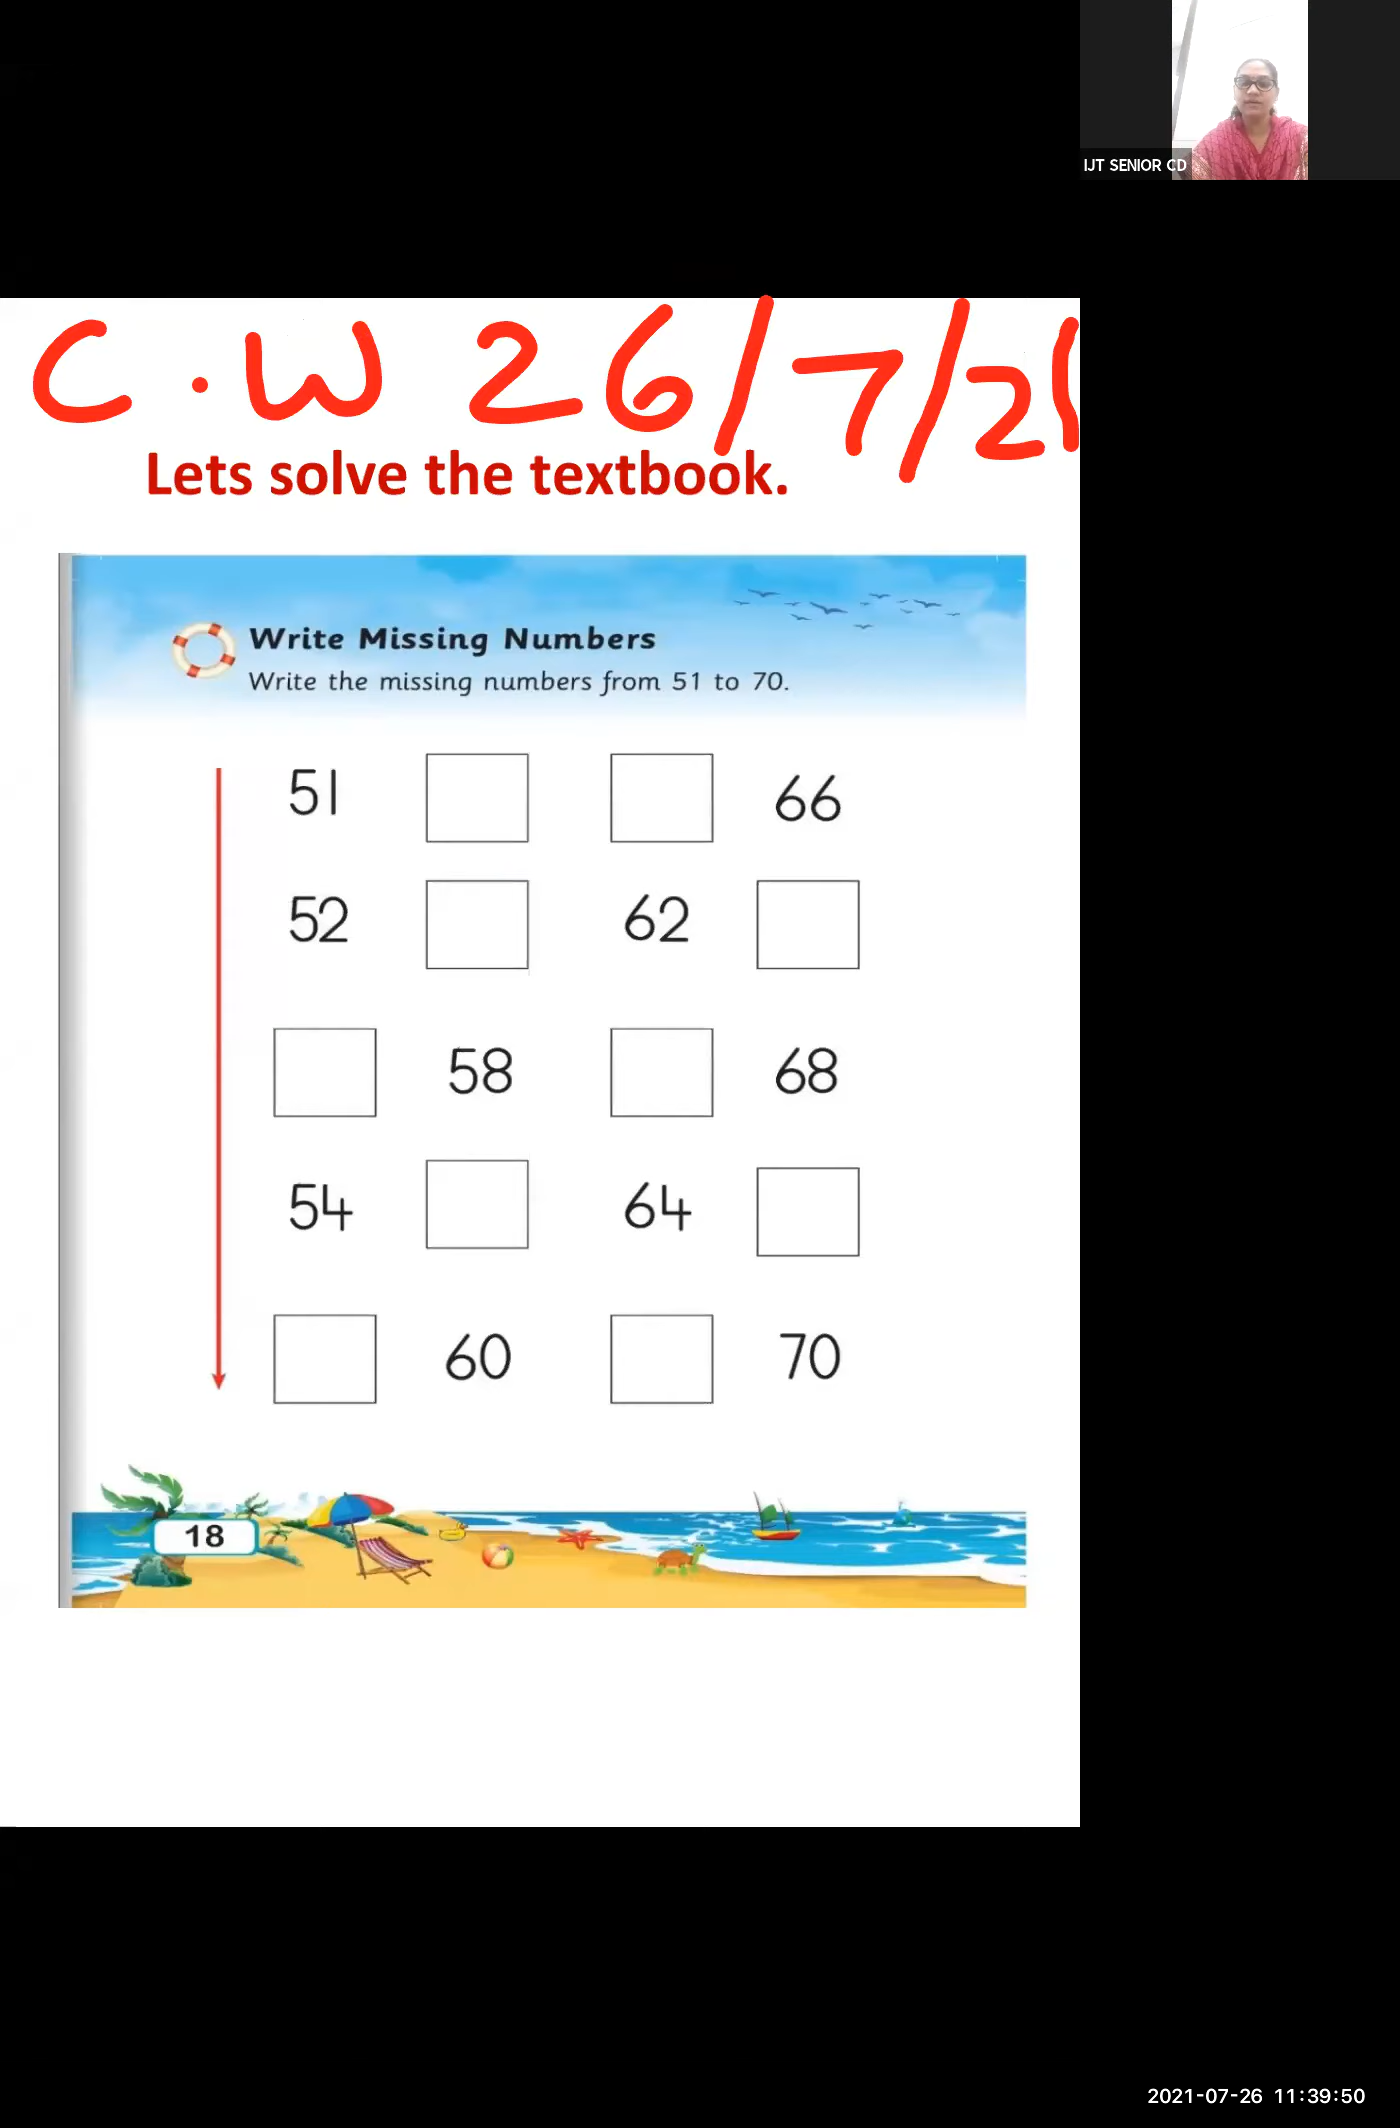 IJT SENIOR CD
C.W 26/7/21
Lets solve the textbook.
Write Missing Numbers
Write the missing numbers from 51 to 70.
51 66
52 62
58 68
54 64
60 70
18
2021-07-26 11:39:50